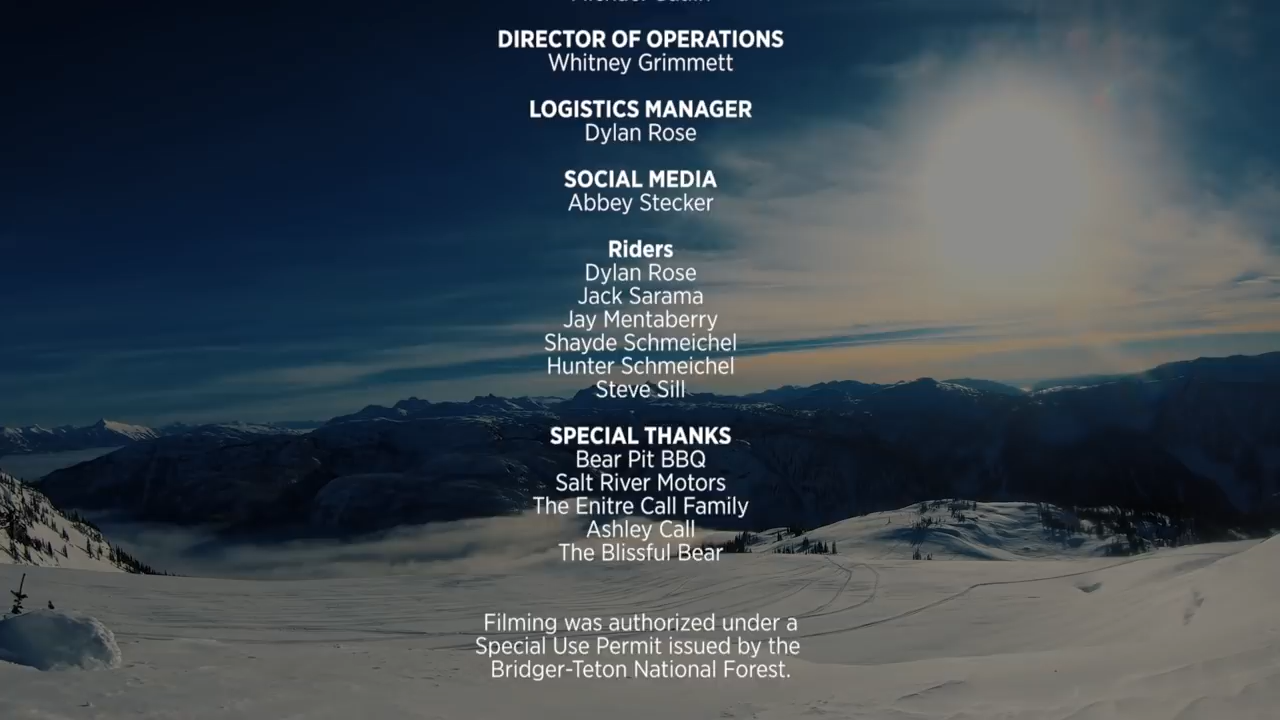 DIRECTOR OF OPERATIONS
Whitney Grimmett
LOGISTICS MANAGER
Dylan Rose
SOCIAL MEDIA
Abbey Stecker
Riders
Dylan Rose
Jack Sarama
Jay Mentaberry
Shayde Schmeichel
Hunter Schmeichel
Steve Sill
SPECIAL THANKS
Bear Pit BBQ
Salt River Motors
The Enitre Call Family
Ashley Call
The Blissful Bear
Filming was authorized under a
Special Use Permit issued by the
Bridger-Teton National Forest.